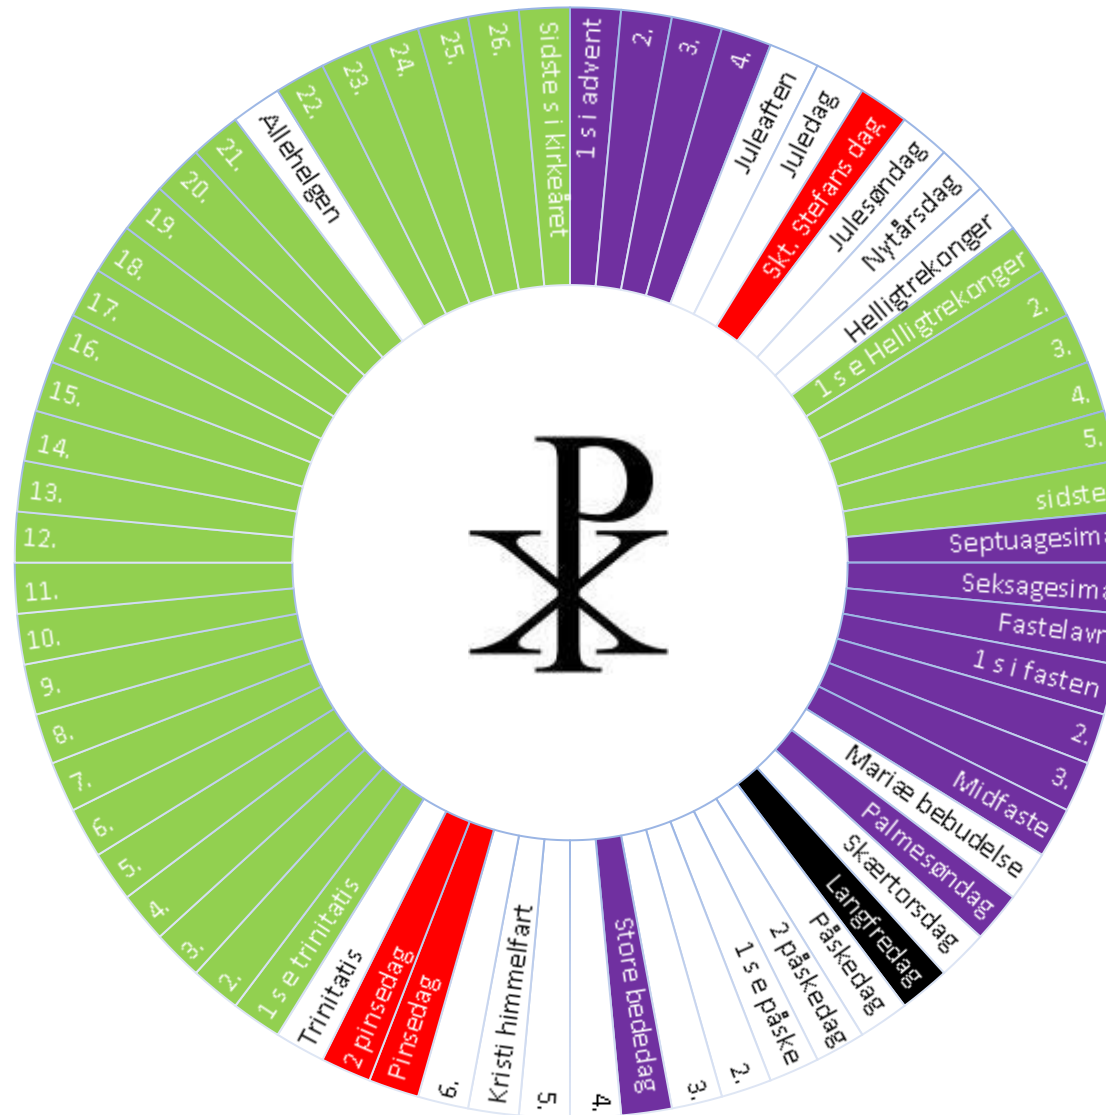 1 s i advent
2.
3.
4.
Juleaften
Juledag
Skt. Stefans dag
Julesøndag
Nytårsdag
Helligtrekonger
1 s e Helligtrekonger
2.
3.
4.
5.
sidste
Septuagesima
Seksagesima
Fastelavn
1 s i fasten
2.
3.
Midfaste
Mariæ bebudelse
Palmesøndag
Skærtorsdag
Langfredag
Påskedag
2 påskedag
1 s e påske
2.
3.
Store bededag
4.
5.
Kristi himmelfart
6.
Pinsedag
2 pinsedag
Trinitatis
1 s e trinitatis
2.
3.
4.
5.
6.
7.
8.
9.
10.
11.
12.
13.
14.
15.
16.
17.
18.
19.
20.
21.
Allehelgen
22.
23.
24.
25.
26.
Sidste s i kirkeåret